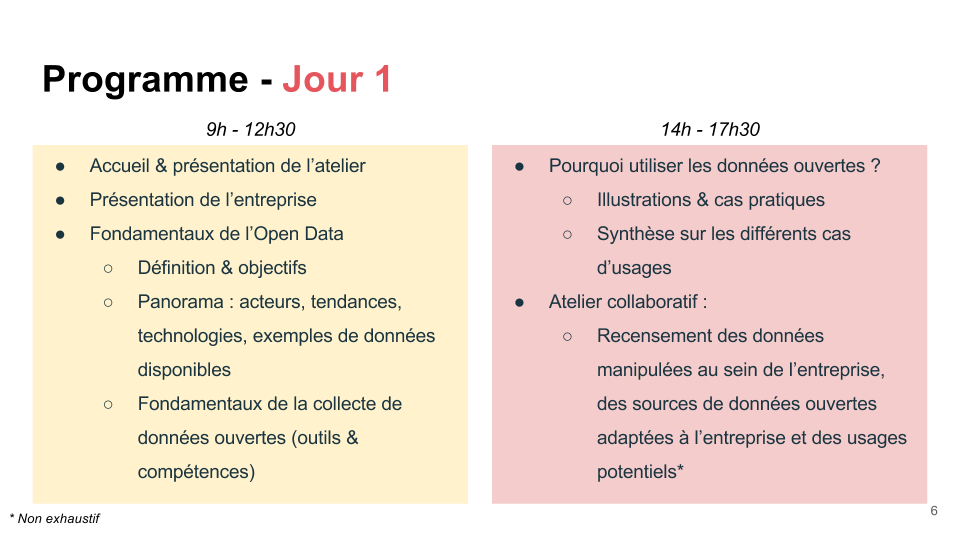 Programme - Jour 1
9h - 12h30
● Accueil & présentation de l’atelier
● Présentation de l’entreprise
● Fondamentaux de l’Open Data
○ Définition & objectifs
○ Panorama : acteurs, tendances,
technologies, exemples de données
disponibles
○ Fondamentaux de la collecte de
données ouvertes (outils &
compétences)
14h - 17h30
● Pourquoi utiliser les données ouvertes ?
○ Illustrations & cas pratiques
○ Synthèse sur les différents cas
d’usages
● Atelier collaboratif :
○ Recensement des données
manipulées au sein de l’entreprise,
des sources de données ouvertes
adaptées à l’entreprise et des usages
potentiels*
* Non exhaustif
6